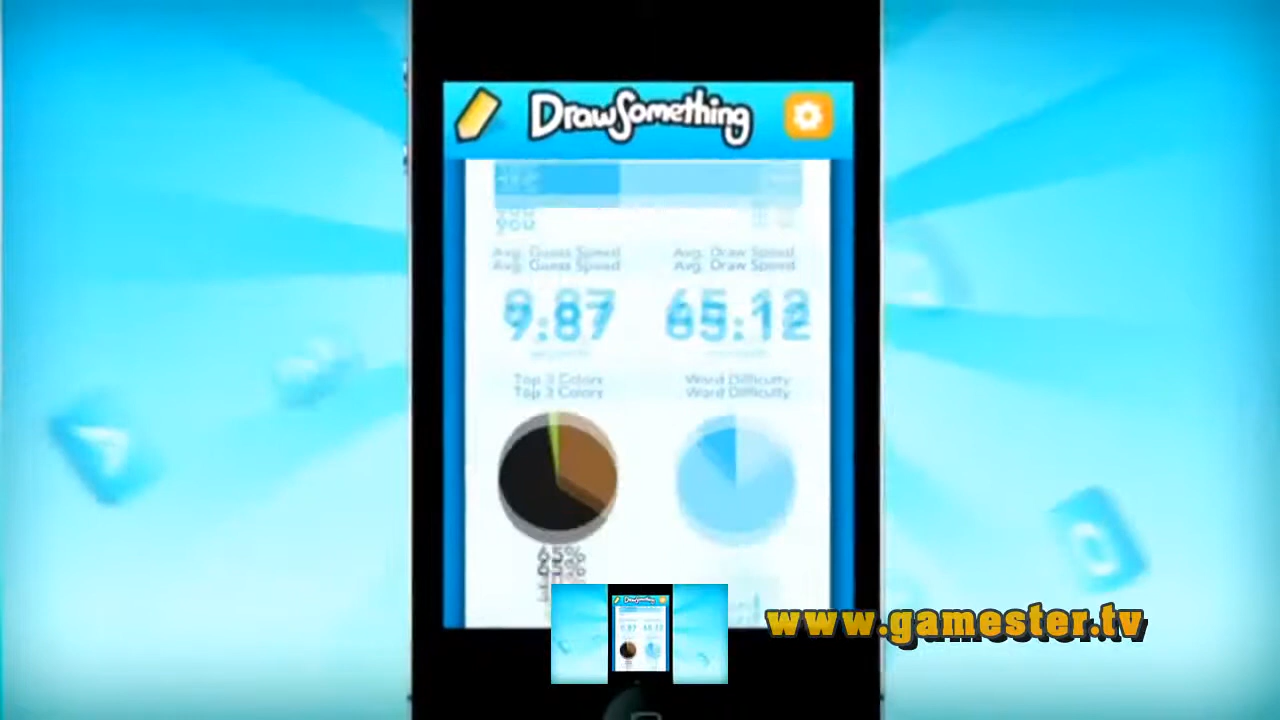 DrawSomething
you
Avg. Guess Speed
Avg. Draw Speed
9.87
65.12
Top 3 Colors
Word Difficulty
65%
www.gamester.tv